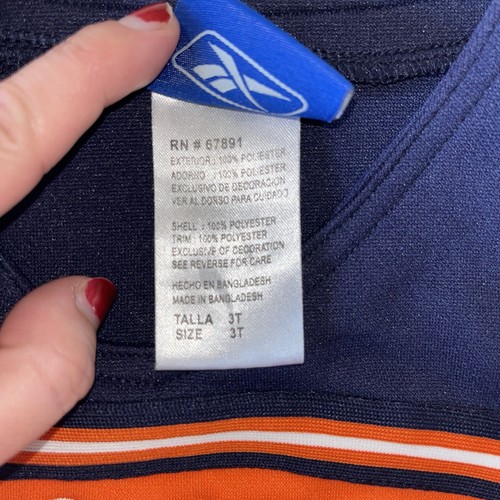 RN # 67891
EXTERIOR : 100% POLIESTER
ADORNO : 100% POLIESTER
EXCLUSIVO DE DECORACION
VER AL DORSO PARA CUIDADO
SHELL : 100% POLYESTER
TRIM : 100% POLYESTER
EXCLUSIVE OF DECORATION
SEE REVERSE FOR CARE
HECHO EN BANGLADESH
MADE IN BANGLADESH
TALLA 3T
SIZE 3T